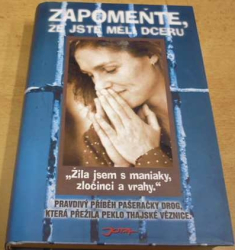 ZAPOMEŇTE,
ŽE JSTE MĚLI DCERU
„Žila jsem s maniaky,
zločinci a vrahy.“
PRAVDIVÝ PŘÍBĚH PAŠERAČKY DROG,
KTERÁ PŘEŽILA PEKLO THAJSKÉ VĚZNICE.